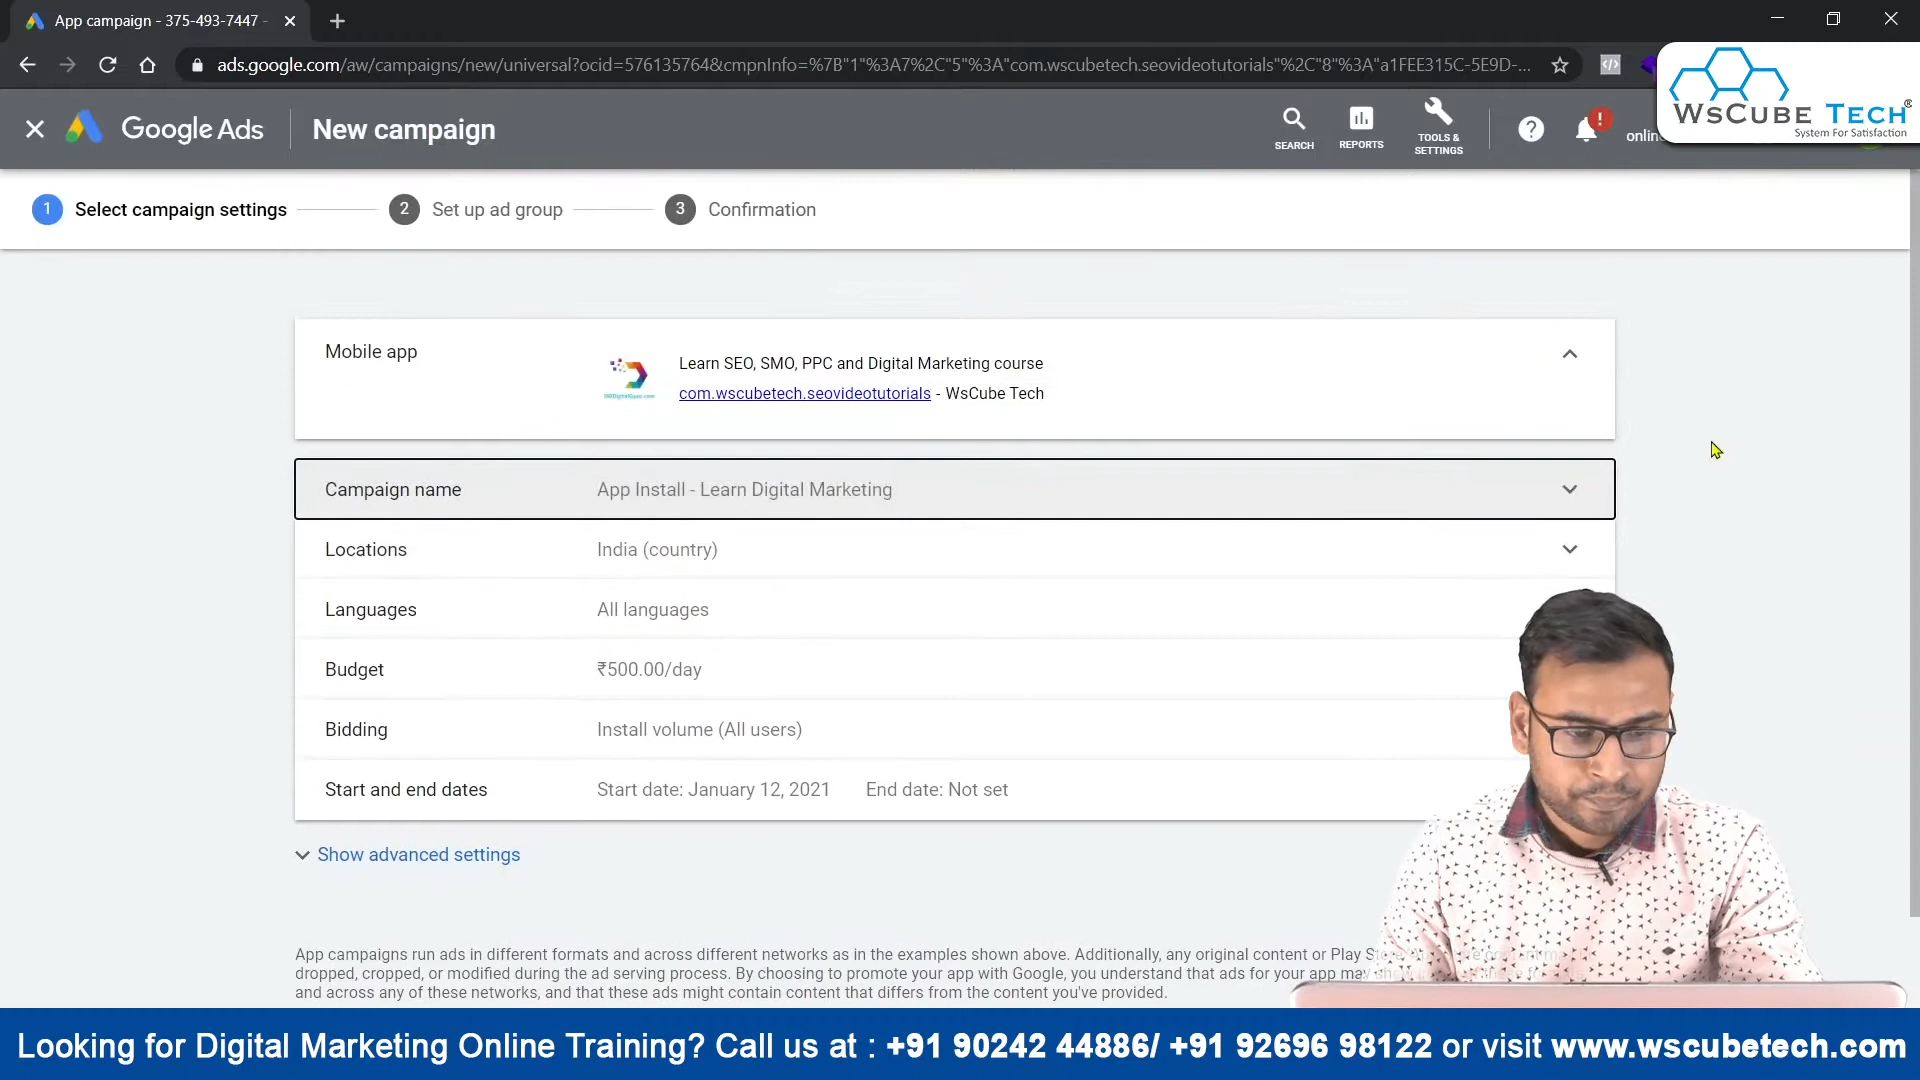 App campaign - 375-493-7447 -
ads.google.com/aw/campaigns/new/universal?ocid=576135764&cmpnInfo=%7B"1"%3A7%2C"5"%3A"com.wscubetech.seovideotutorials"%2C"8"%3A"a1FEE315C-5E9D-...
WsCube Tech®
System For Satisfaction
Google Ads
New campaign
SEARCH
REPORTS
TOOLS &
SETTINGS
?
!
1 Select campaign settings
2 Set up ad group
3 Confirmation
Mobile app
Learn SEO, SMO, PPC and Digital Marketing course
com.wscubetech.seovideotutorials - WsCube Tech
Campaign name App Install - Learn Digital Marketing
Locations India (country)
Languages All languages
Budget ₹500.00/day
Bidding Install volume (All users)
Start and end dates Start date: January 12, 2021 End date: Not set
Show advanced settings
App campaigns run ads in different formats and across different networks as in the examples shown above. Additionally, any original content or Play
dropped, cropped, or modified during the ad serving process. By choosing to promote your app with Google, you understand that ads for your app may
and across any of these networks, and that these ads might contain content that differs from the content you've provided.
Looking for Digital Marketing Online Training? Call us at : +91 90242 44886/ +91 92696 98122 or visit www.wscubetech.com